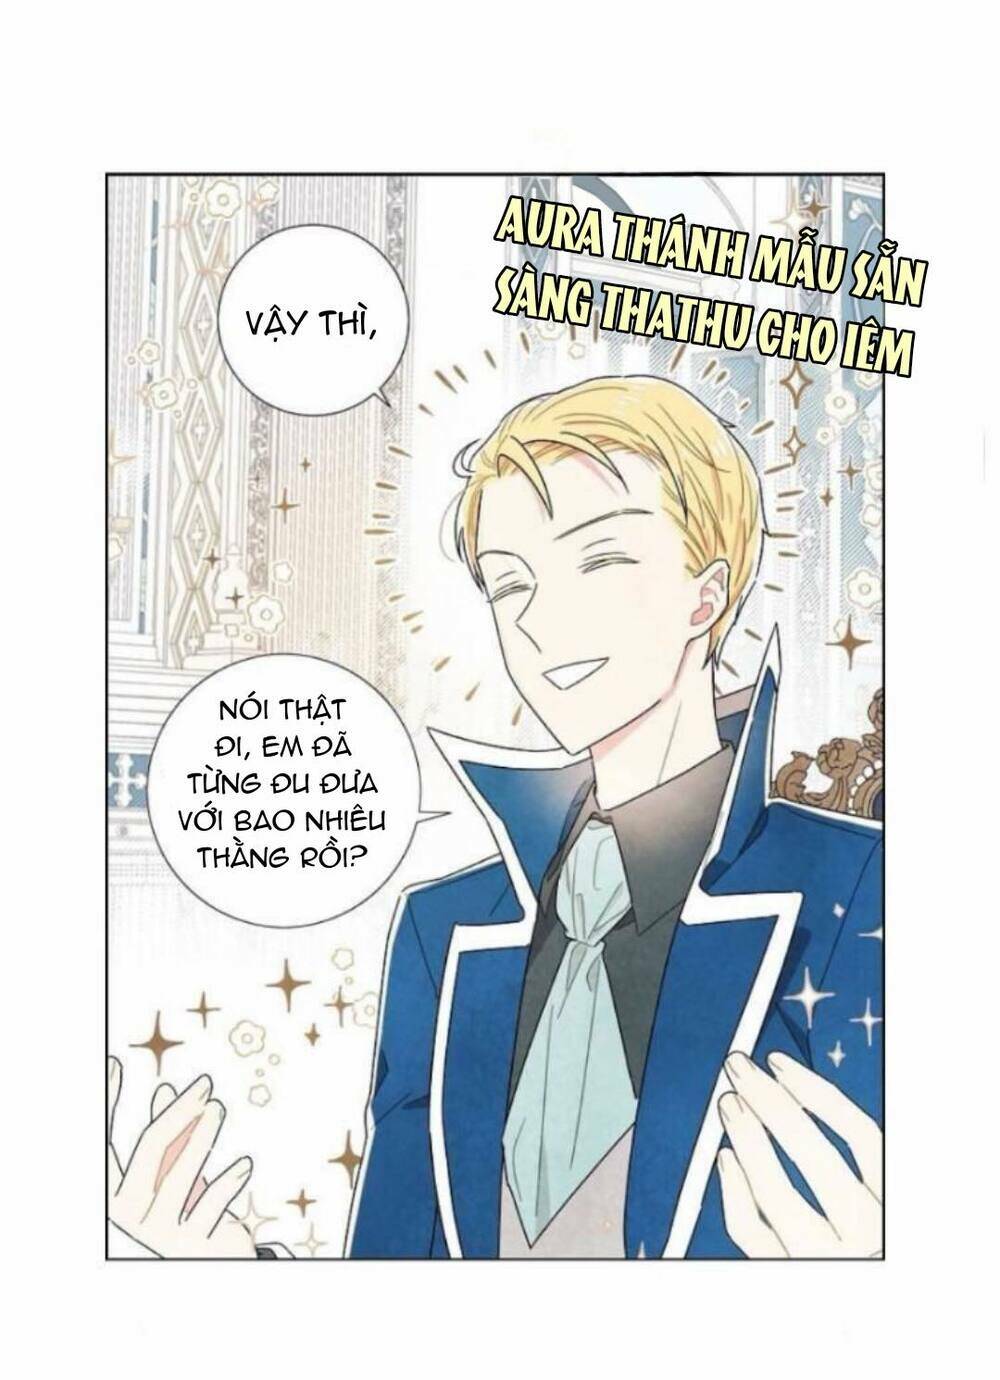 AURA THÁNH MẪU SẴN
SÀNG THATHU CHO IÊM
VẬY THÌ,
NÓI THẬT
ĐI, EM ĐÃ
TỪNG ĐU ĐƯA
VỚI BAO NHIÊU
THẰNG RỒI?